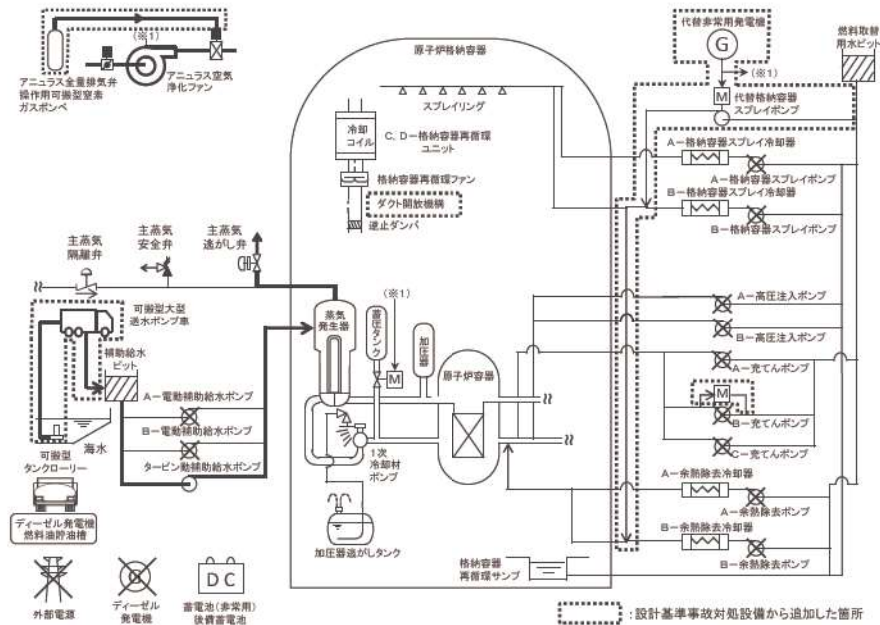 アニュラス全量排気弁
操作用可搬型窒素
ガスボンベ
(※1)
アニュラス空気
浄化ファン
原子炉格納容器
スプレイリング
冷却
コイル
C、D-格納容器再循環
ユニット
格納容器再循環ファン
ダクト開放機構
逆止ダンパ
代替非常用発電機
G
(※1)
M
代替格納容器
スプレイポンプ
燃料取替
用水ピット
A-格納容器スプレイ冷却器
A-格納容器スプレイポンプ
B-格納容器スプレイ冷却器
B-格納容器スプレイポンプ
主蒸気
隔離弁
主蒸気
安全弁
主蒸気
逃がし弁
可搬型大型
送水ポンプ車
補助給水
ピット
A-電動補助給水ポンプ
B-電動補助給水ポンプ
タービン動補助給水ポンプ
海水
可搬型
タンクローリー
ディーゼル発電機
燃料油貯油槽
蒸気
発生器
蓄圧タンク
(※1)
M
加圧器
原子炉容器
1次
冷却材
ポンプ
加圧器逃がしタンク
格納容器
再循環サンプ
A-高圧注入ポンプ
B-高圧注入ポンプ
A-充てんポンプ
M
B-充てんポンプ
C-充てんポンプ
A-余熱除去冷却器
A-余熱除去ポンプ
B-余熱除去冷却器
B-余熱除去ポンプ
外部電源
ディーゼル
発電機
DC
蓄電池(非常用)
後備蓄電池
:設計基準事故対処設備から追加した箇所